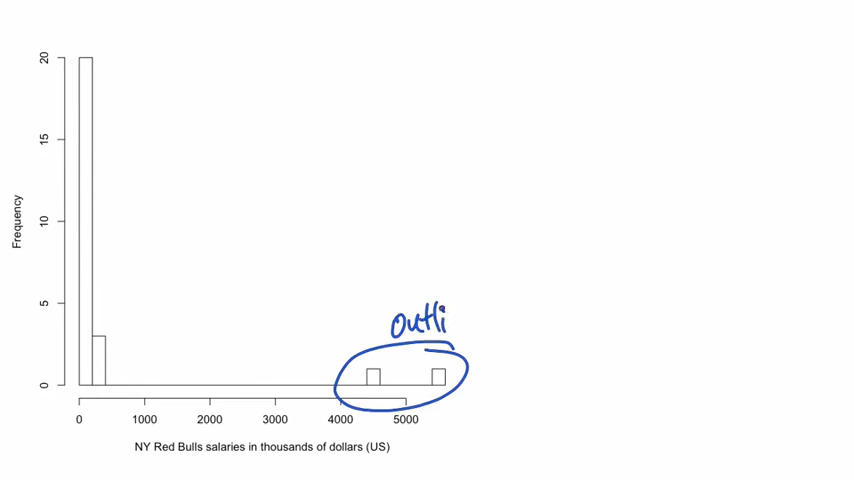 20
15
10
5
0
Frequency
outli
0 1000 2000 3000 4000 5000
NY Red Bulls salaries in thousands of dollars (US)